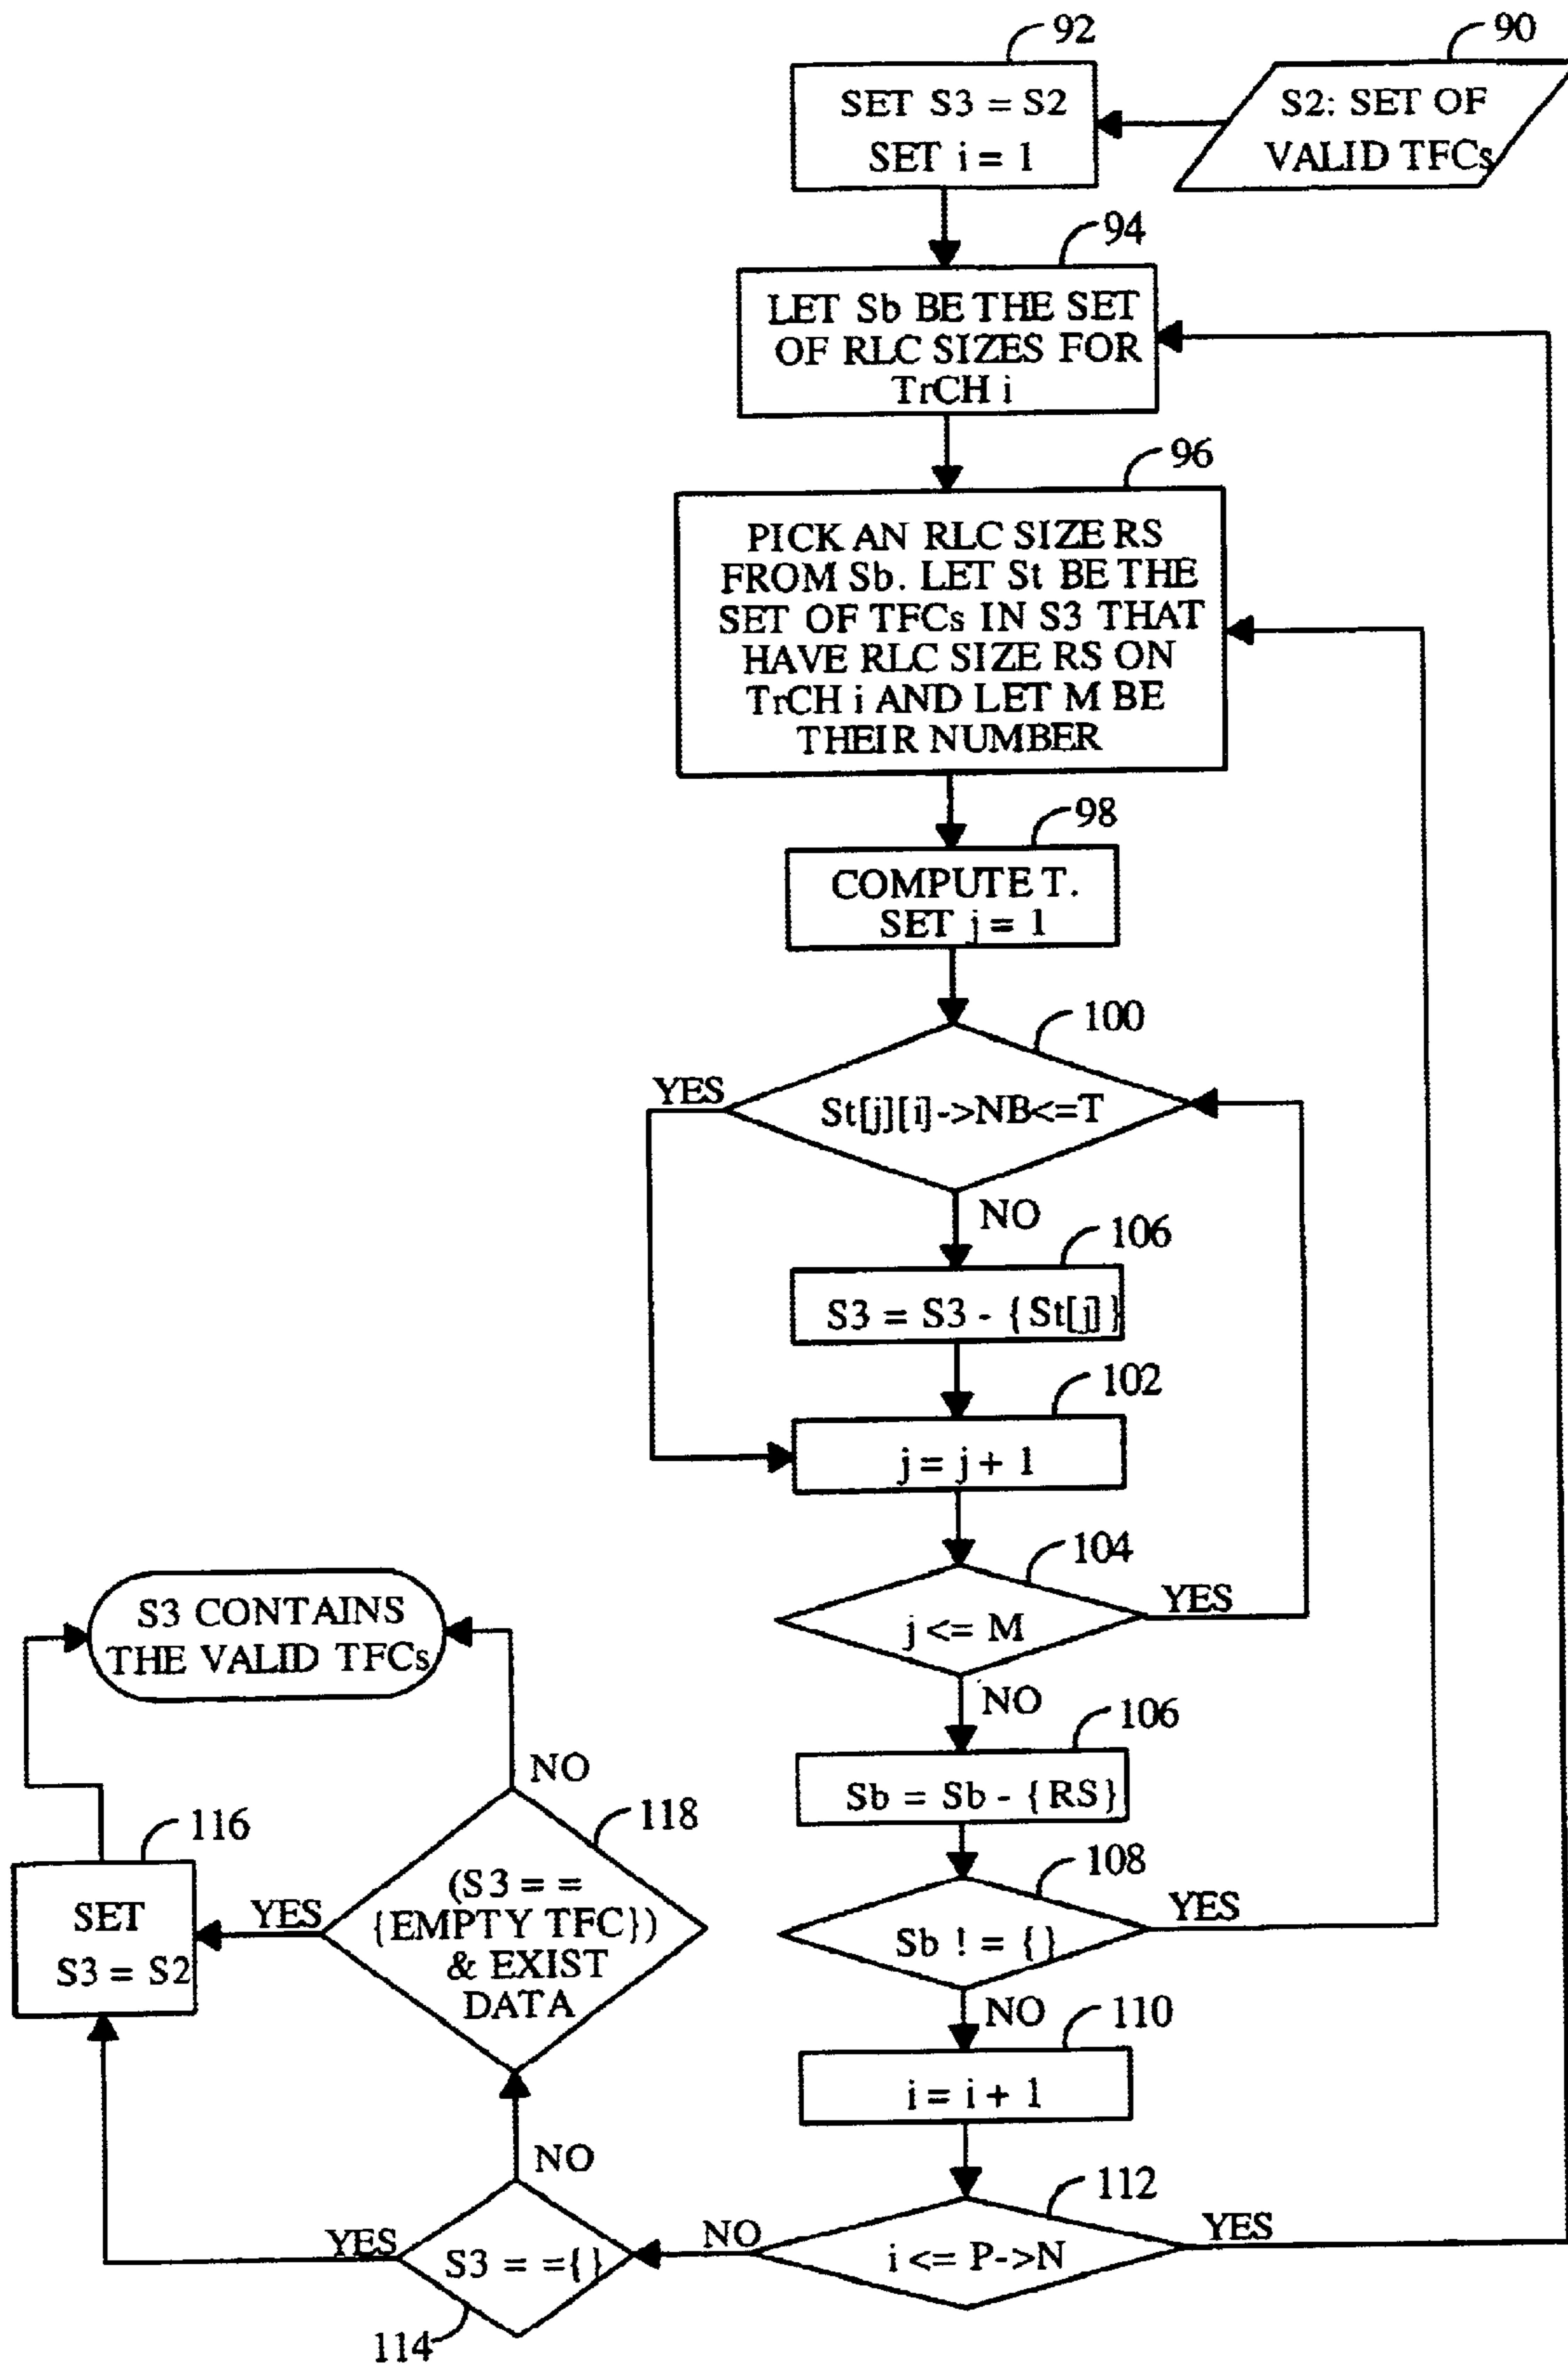 92
90
SET S3 = S2
SET i = 1
S2: SET OF
VALID TFCs
94
LET Sb BE THE SET
OF RLC SIZES FOR
TrCH i
96
PICK AN RLC SIZE RS
FROM Sb. LET St BE THE
SET OF TFCs IN S3 THAT
HAVE RLC SIZE RS ON
TrCH i AND LET M BE
THEIR NUMBER
98
COMPUTE T.
SET j = 1
100
YES
St[j][i]->NB<=T
NO
106
S3 = S3 - {St[j]}
102
j = j + 1
104
j <= M
YES
NO
106
Sb = Sb - {RS}
108
Sb ! = {}
YES
NO
110
i = i + 1
112
i <= P->N
YES
NO
S3 = ={}
114
YES
NO
118
(S3 = =
{EMPTY TFC})
& EXIST
DATA
YES
NO
116
SET
S3 = S2
S3 CONTAINS
THE VALID TFCs